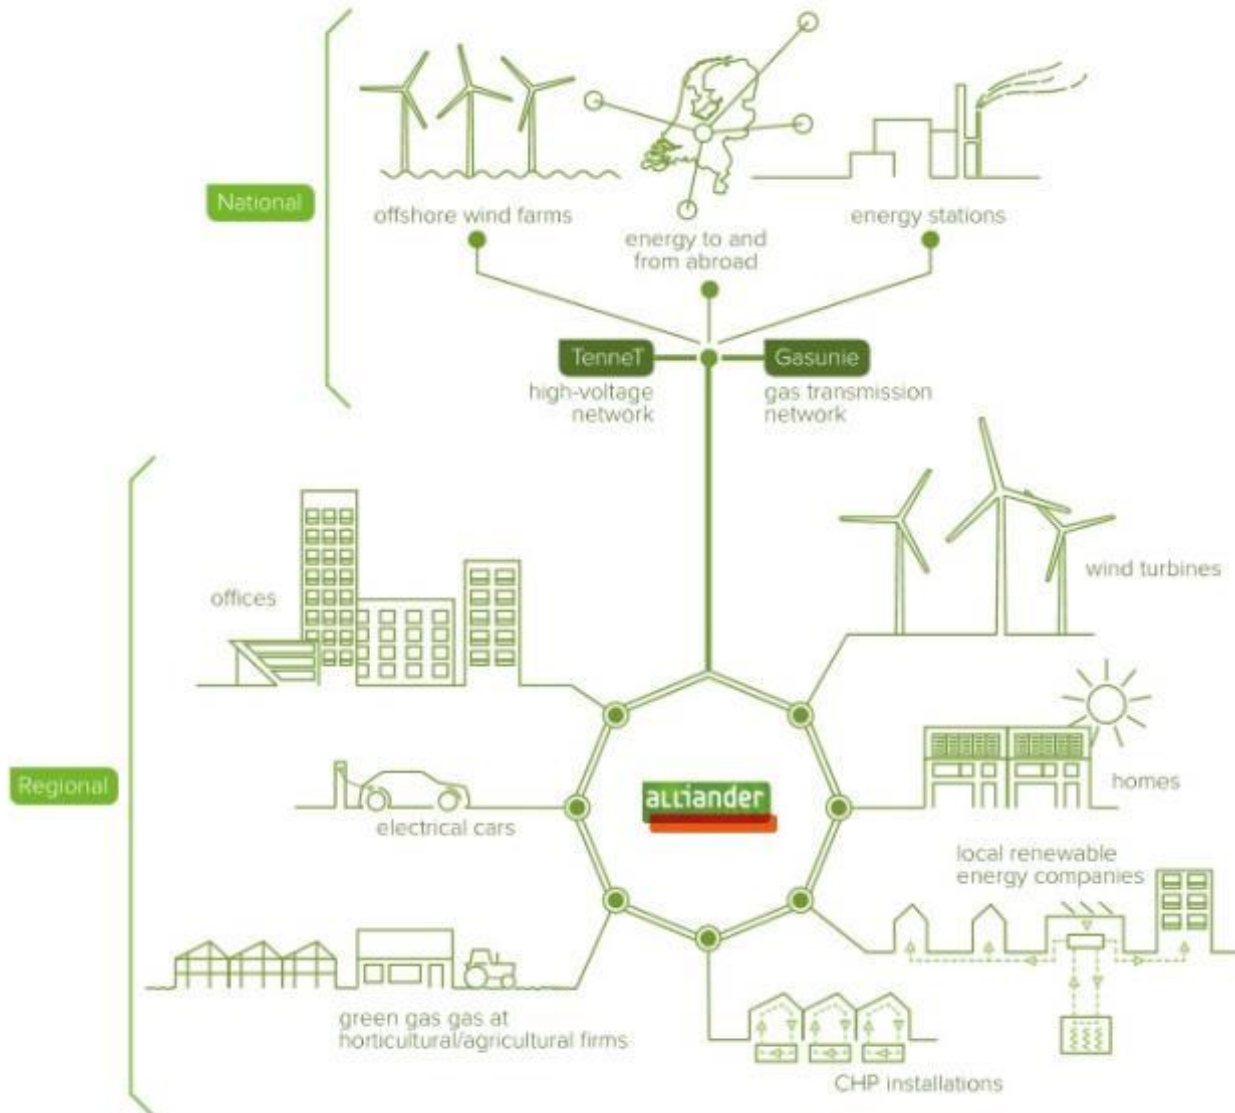 National
offshore wind farms
energy to and
from abroad
energy stations
TenneT
high-voltage
network
Gasunie
gas transmission
network
Regional
offices
wind turbines
electrical cars
alliander
homes
local renewable
energy companies
green gas gas at
horticultural/agricultural firms
CHP installations